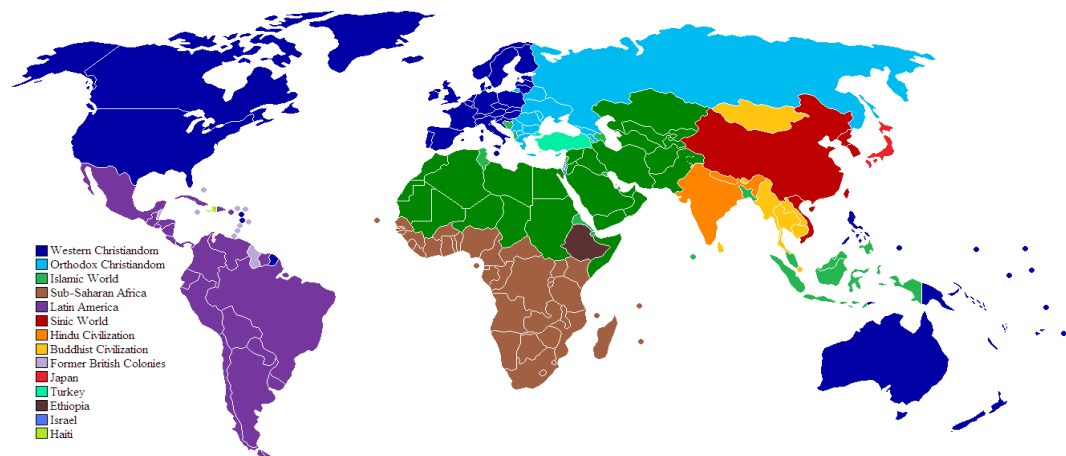 Western Christiandom
Orthodox Christiandom
Islamic World
Sub-Saharan Africa
Latin America
Sinic World
Hindu Civilization
Buddhist Civilization
Former British Colonies
Japan
Turkey
Ethiopia
Israel
Haiti